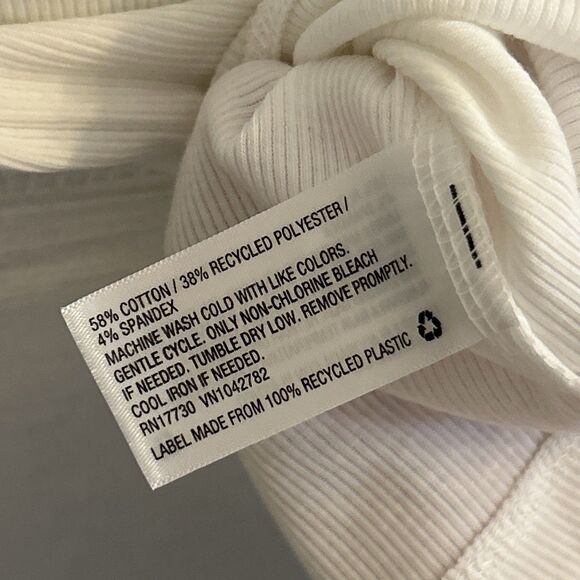 58% COTTON / 38% RECYCLED POLYESTER /
4% SPANDEX
MACHINE WASH COLD WITH LIKE COLORS.
GENTLE CYCLE. ONLY NON-CHLORINE BLEACH
IF NEEDED. TUMBLE DRY LOW. REMOVE PROMPTLY.
COOL IRON IF NEEDED.
RN17730 VN1042782
LABEL MADE FROM 100% RECYCLED PLASTIC